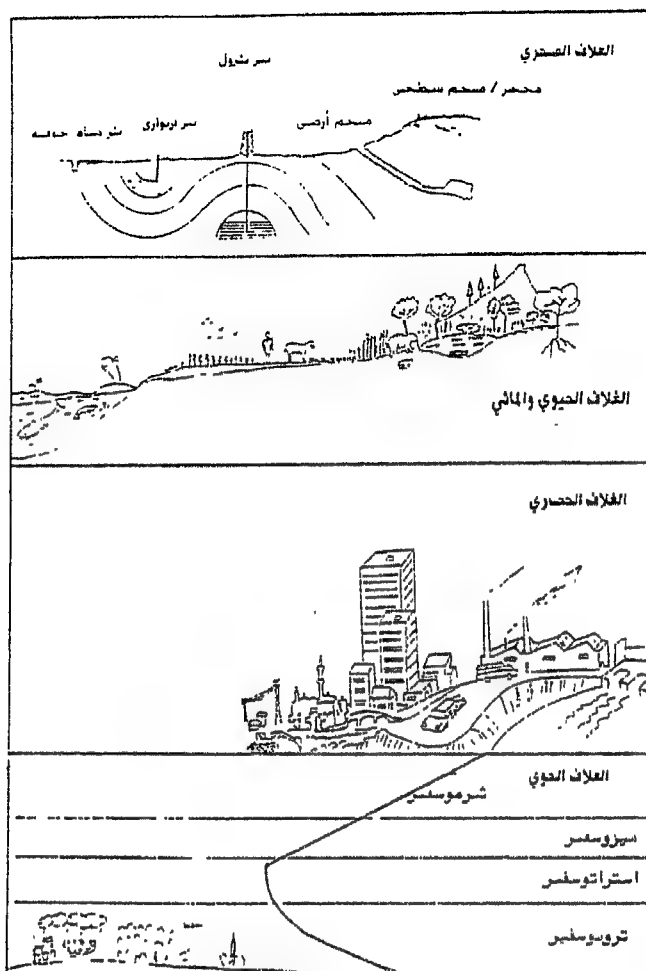 الغلاف الصخري
بئر بترول
محجر / منجم سطحي
منجم أرضي
بئر ارتوازي
بئر مياه جوفية
الغلاف الحيوي والمائي
الغلاف الحضاري
الغلاف الجوي
ثرموسفير
ميزوسفير
استراتوسفير
تروبوسفير